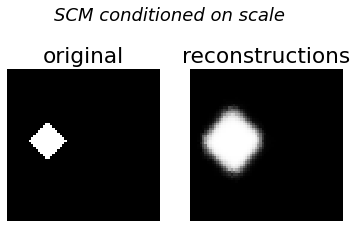 SCM conditioned on scale
original
reconstructions